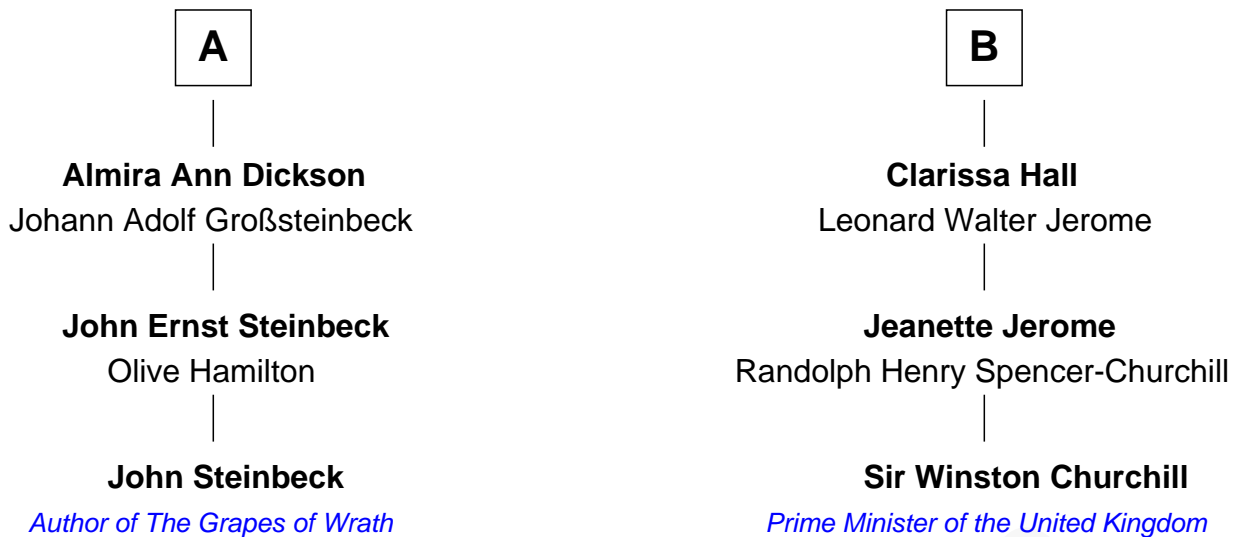 A
Almira Ann Dickson
Johann Adolf Großsteinbeck
John Ernst Steinbeck
Olive Hamilton
John Steinbeck
Author of The Grapes of Wrath
B
Clarissa Hall
Leonard Walter Jerome
Jeanette Jerome
Randolph Henry Spencer-Churchill
Sir Winston Churchill
Prime Minister of the United Kingdom